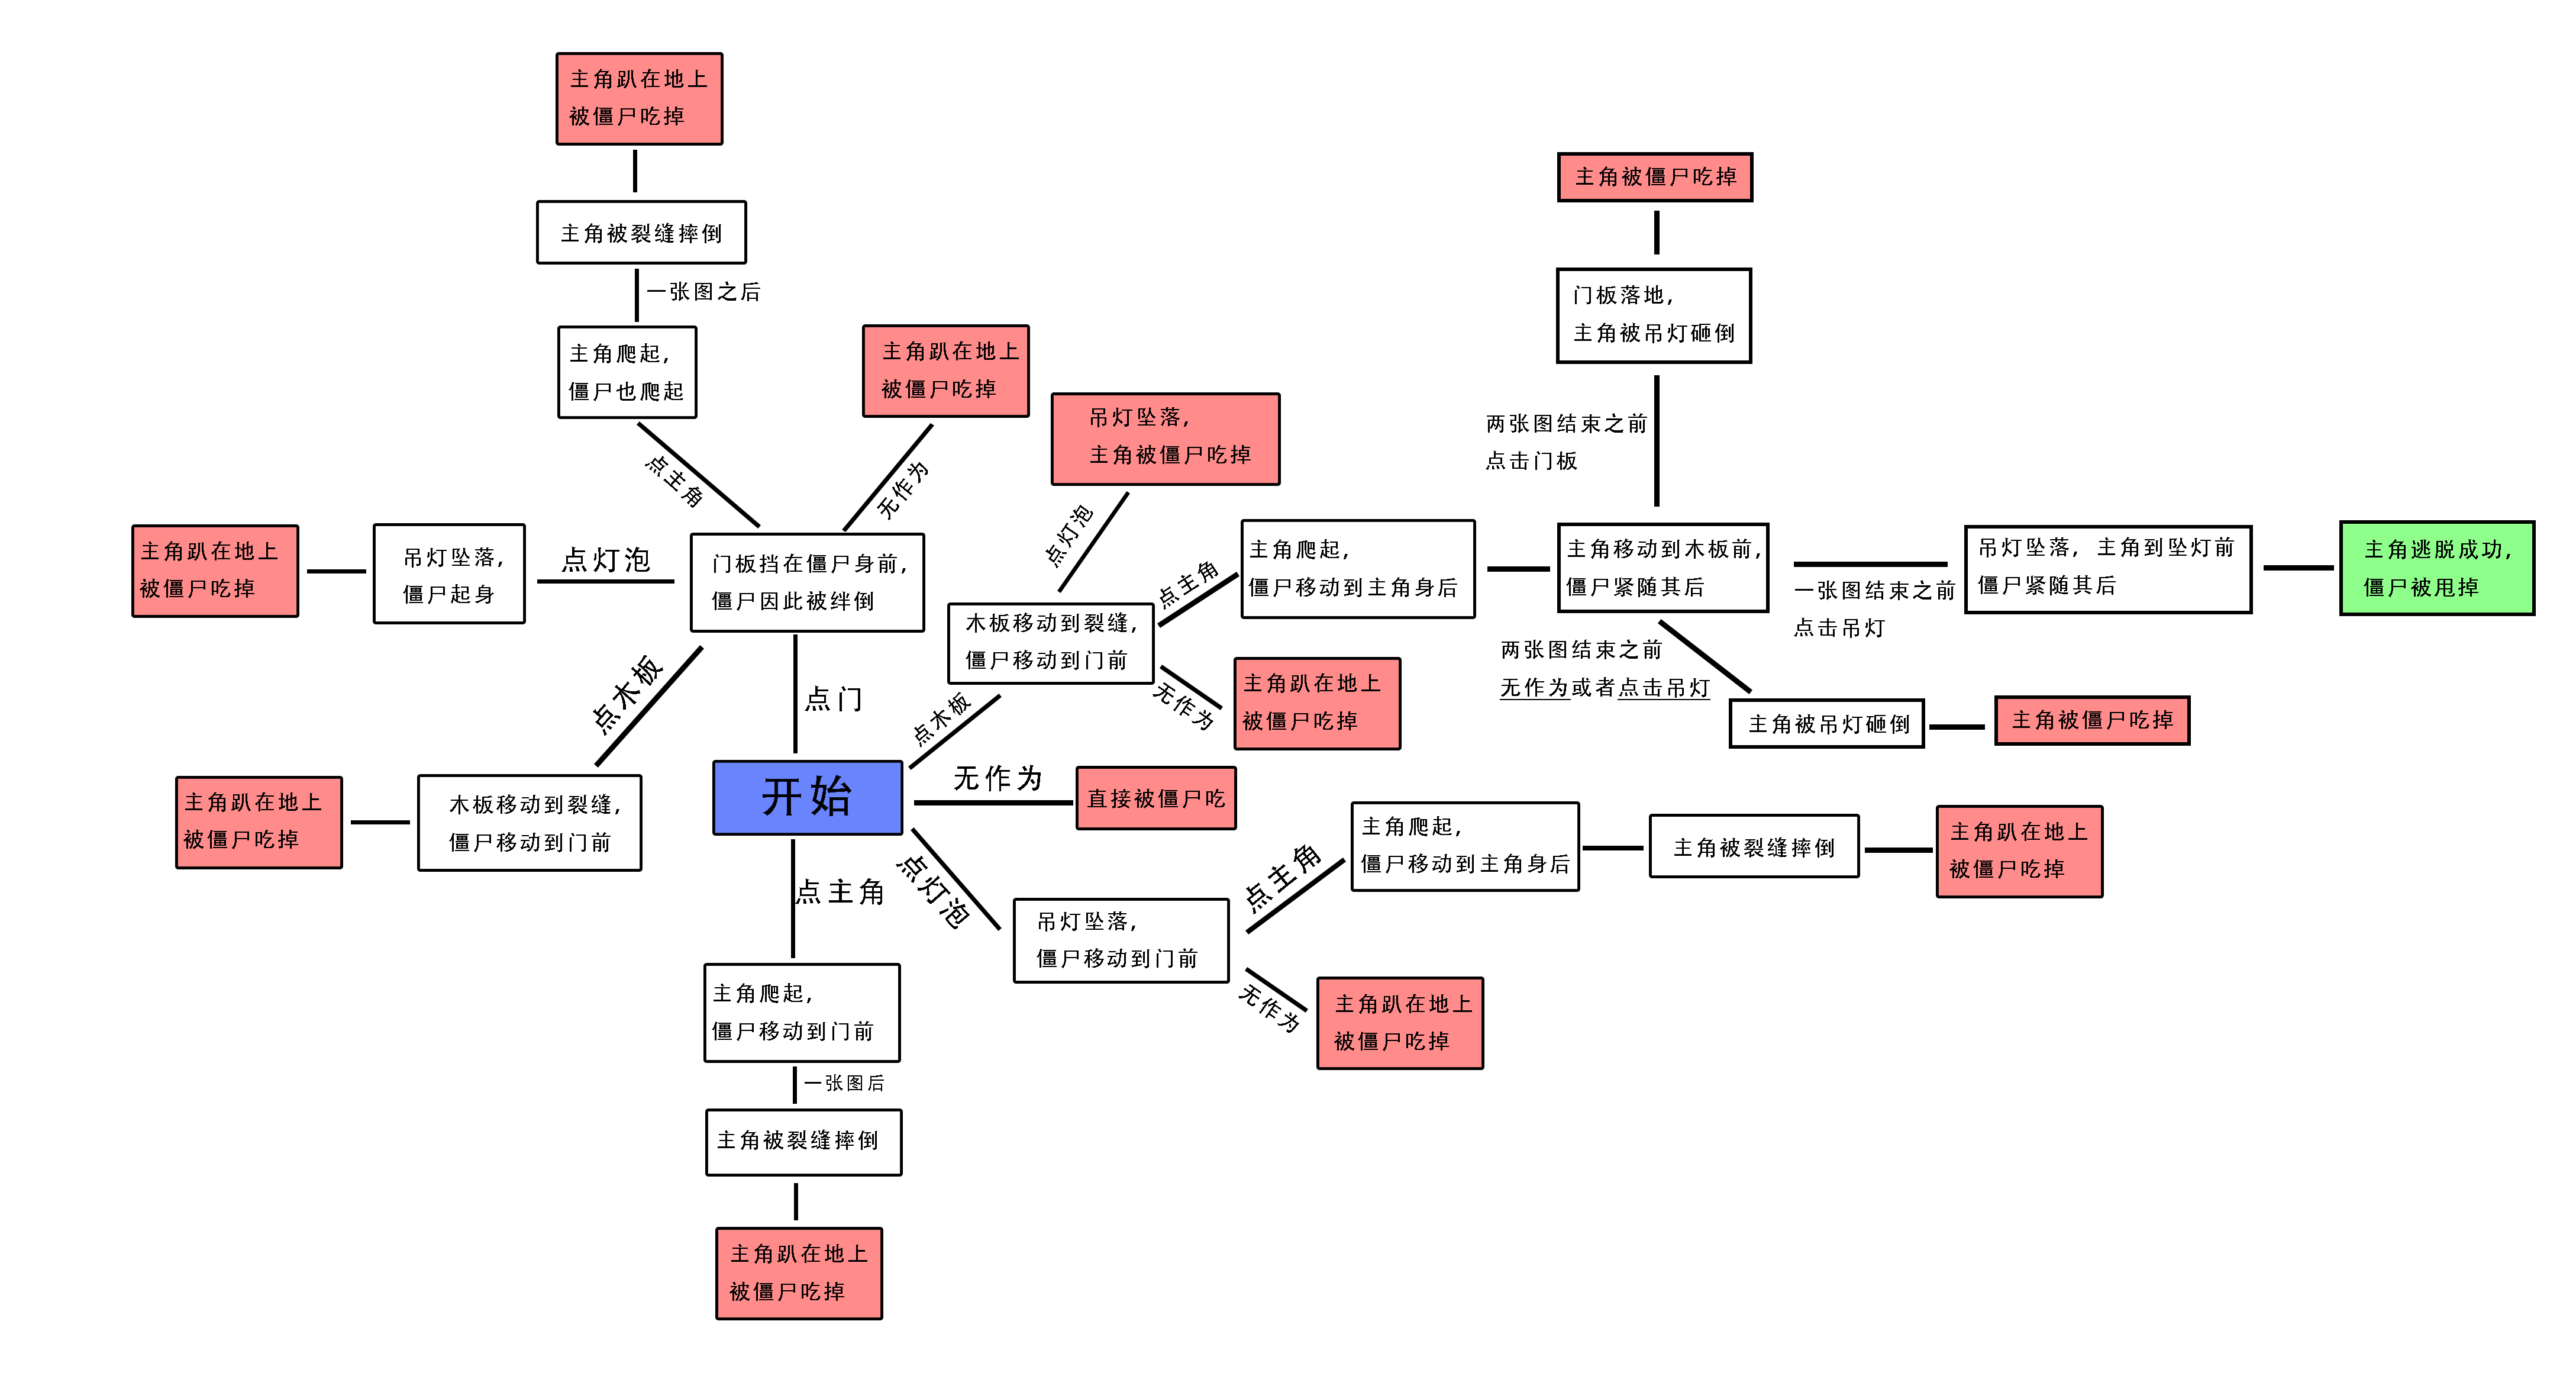 主角趴在地上
被僵尸吃掉
主角被裂缝摔倒
一张图之后
主角爬起,
僵尸也爬起
点主角
主角趴在地上
被僵尸吃掉
无作为
主角趴在地上
被僵尸吃掉
吊灯坠落,
僵尸起身
点灯泡
门板挡在僵尸身前,
僵尸因此被绊倒
点木板
主角趴在地上
被僵尸吃掉
木板移动到裂缝,
僵尸移动到门前
点门
开始
点木板
木板移动到裂缝,
僵尸移动到门前
点灯泡
吊灯坠落,
主角被僵尸吃掉
点主角
主角爬起,
僵尸移动到主角身后
无作为
主角趴在地上
被僵尸吃掉
主角移动到木板前,
僵尸紧随其后
两张图结束之前
点击门板
门板落地,
主角被吊灯砸倒
主角被僵尸吃掉
一张图结束之前
点击吊灯
吊灯坠落, 主角到坠灯前
僵尸紧随其后
主角逃脱成功,
僵尸被甩掉
两张图结束之前
无作为或者点击吊灯
主角被吊灯砸倒
主角被僵尸吃掉
无作为
直接被僵尸吃
点灯泡
吊灯坠落,
僵尸移动到门前
点主角
主角爬起,
僵尸移动到主角身后
主角被裂缝摔倒
主角趴在地上
被僵尸吃掉
无作为
主角趴在地上
被僵尸吃掉
点主角
主角爬起,
僵尸移动到门前
一张图后
主角被裂缝摔倒
主角趴在地上
被僵尸吃掉